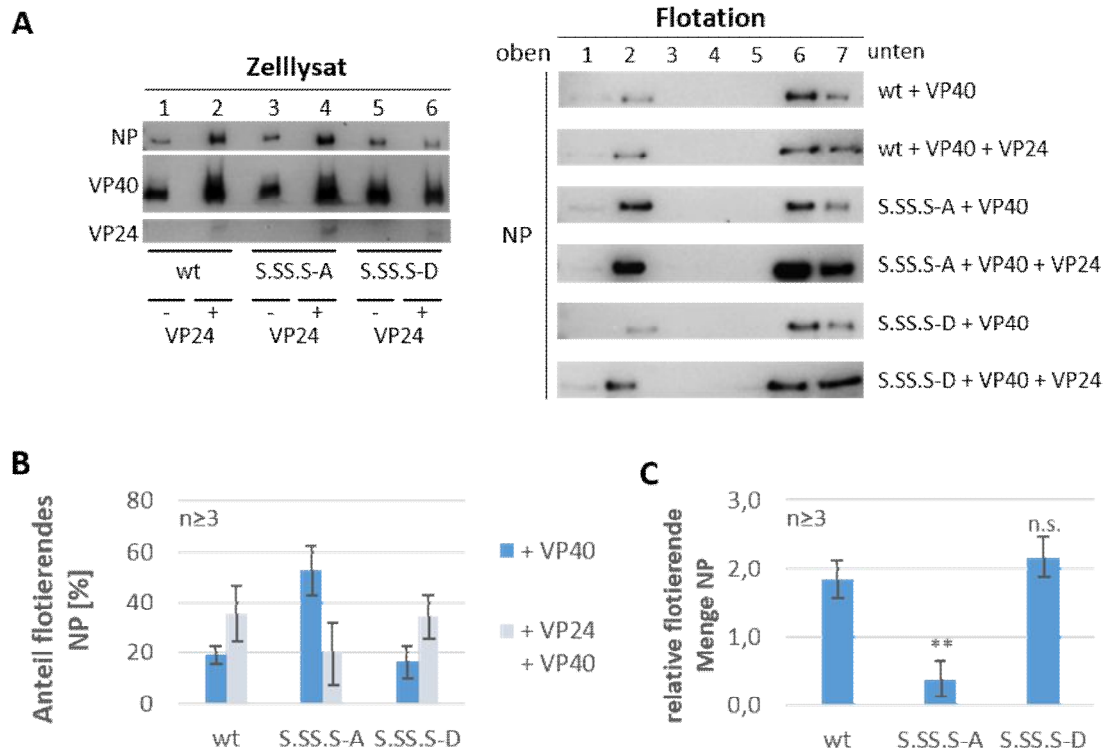 A
Zelllysat
1 2 3 4 5 6
NP
VP40
VP24
wt S.SS.S-A S.SS.S-D
- + - + - +
VP24 VP24 VP24
Flotation
oben 1 2 3 4 5 6 7 unten
NP
wt + VP40
wt + VP40 + VP24
S.SS.S-A + VP40
S.SS.S-A + VP40 + VP24
S.SS.S-D + VP40
S.SS.S-D + VP40 + VP24
B
Anteil flotierendes
NP [%]
80
60
40
20
0
n≥3
wt S.SS.S-A S.SS.S-D
+ VP40
+ VP24
+ VP40
C
relative flotierende
Menge NP
3,0
2,0
1,0
0,0
n≥3
**
n.s.
wt S.SS.S-A S.SS.S-D